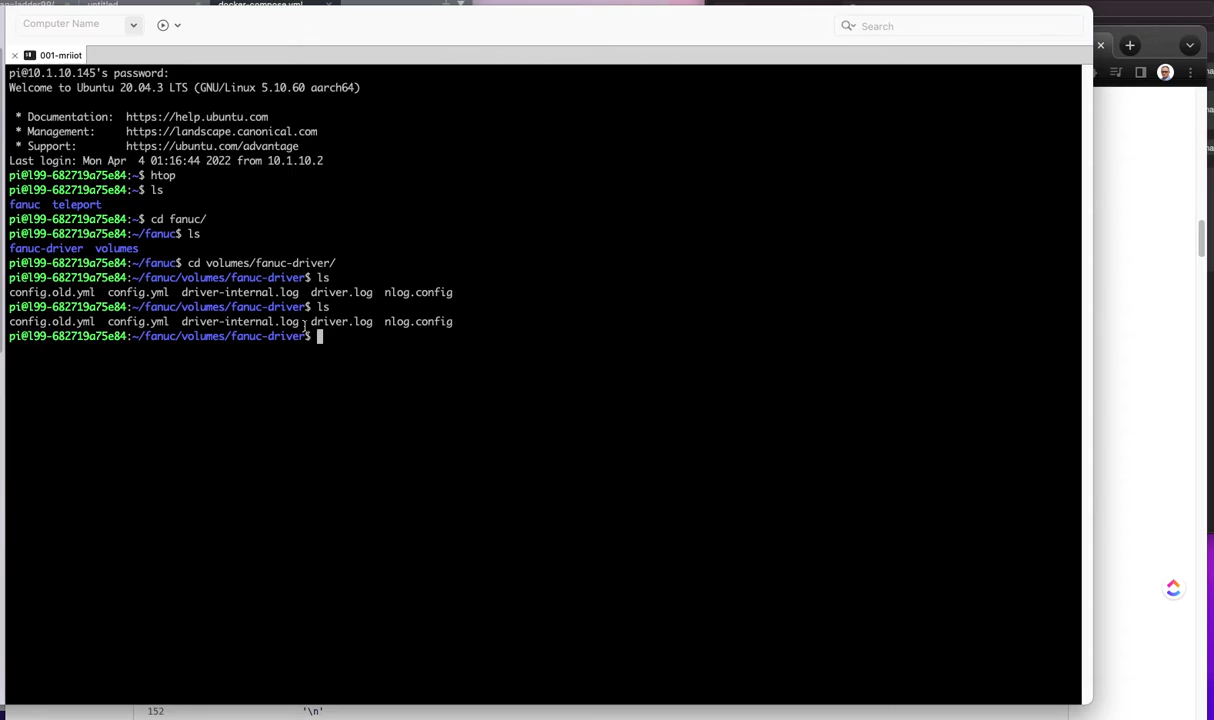 docker-compose.yml
untitled
Computer Name
Search
001-mriiot
pi@10.1.10.145's password:
Welcome to Ubuntu 20.04.3 LTS (GNU/Linux 5.10.60 aarch64)
* Documentation:  https://help.ubuntu.com
* Management:     https://landscape.canonical.com
* Support:        https://ubuntu.com/advantage
Last login: Mon Apr  4 01:16:44 2022 from 10.1.10.2
pi@l99-682719a75e84:~$ htop
pi@l99-682719a75e84:~$ ls
fanuc  teleport
pi@l99-682719a75e84:~$ cd fanuc/
pi@l99-682719a75e84:~/fanuc$ ls
fanuc-driver  volumes
pi@l99-682719a75e84:~/fanuc$ cd volumes/fanuc-driver/
pi@l99-682719a75e84:~/fanuc/volumes/fanuc-driver$ ls
config.old.yml  config.yml  driver-internal.log  driver.log  nlog.config
pi@l99-682719a75e84:~/fanuc/volumes/fanuc-driver$ ls
config.old.yml  config.yml  driver-internal.log  driver.log  nlog.config
pi@l99-682719a75e84:~/fanuc/volumes/fanuc-driver$
152 '\n'